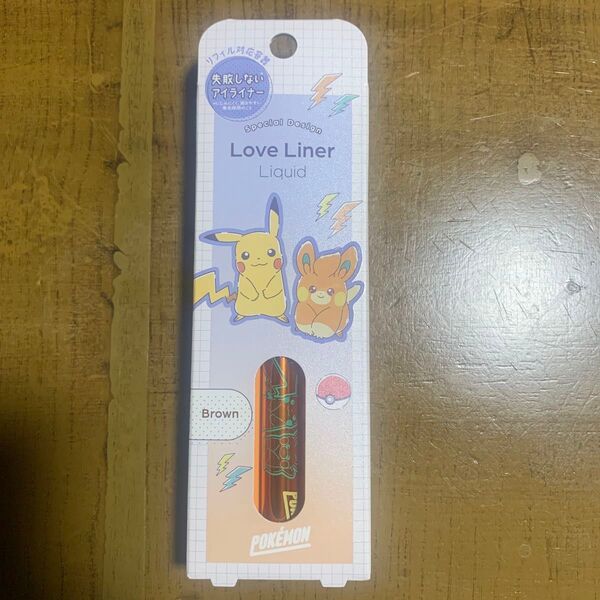 リフィル対応容器
失敗しない
アイライナー
Special Design
Love Liner
Liquid
Brown
POKÉMON